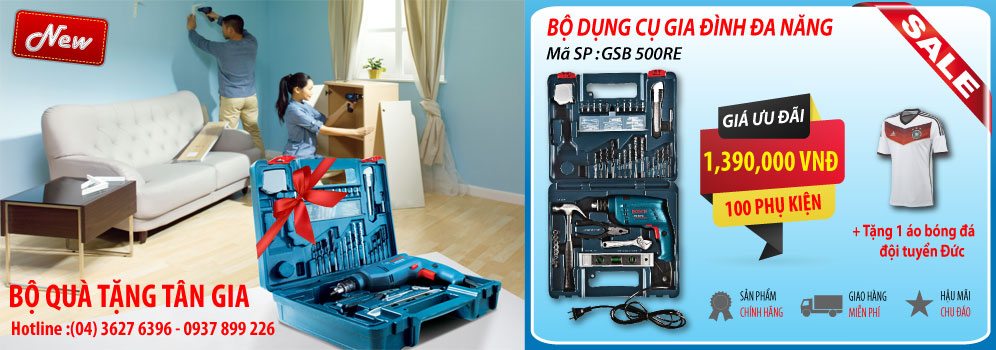 New
BỘ QUÀ TẶNG TÂN GIA
Hotline :(04) 3627 6396 - 0937 899 226
BỘ DỤNG CỤ GIA ĐÌNH ĐA NĂNG
Mã SP :GSB 500RE
SALE
GIÁ ƯU ĐÃI
1,390,000 VNĐ
100 PHỤ KIỆN
+ Tặng 1 áo bóng đá
đội tuyển Đức
SẢN PHẨM
CHÍNH HÃNG
GIAO HÀNG
MIỄN PHÍ
HẬU MÃI
CHU ĐÁO
BOSCH